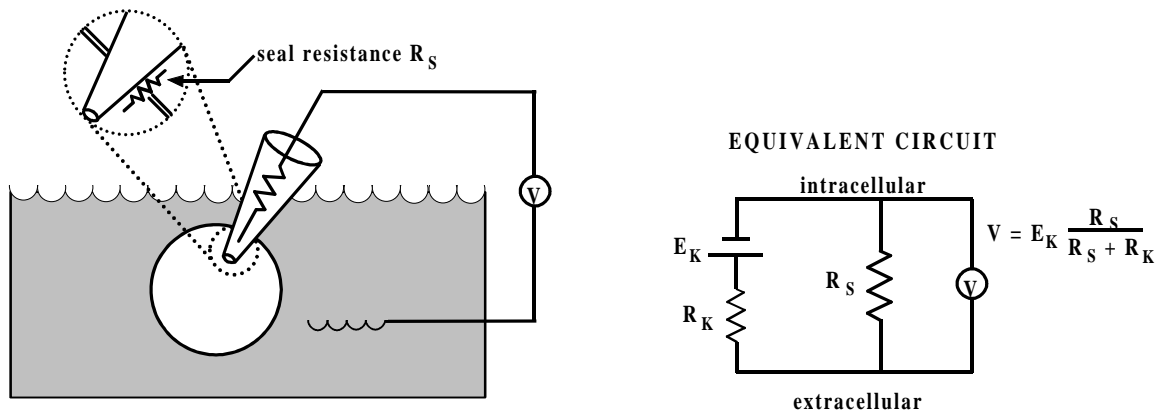 seal resistance R_S
V
EQUIVALENT CIRCUIT
intracellular
E_K
R_K
R_S
V
V = E_K R_S / R_S + R_K
extracellular